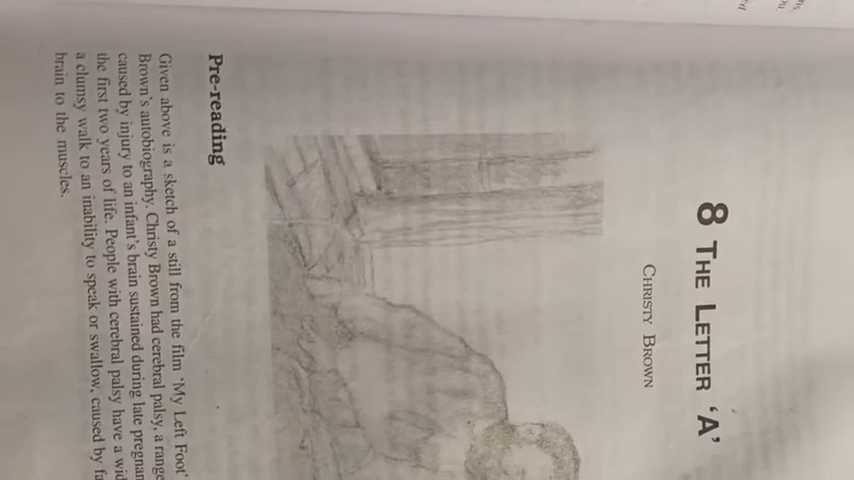 8 THE LETTER 'A'
CHRISTY BROWN
Pre-reading
Given above is a sketch of a still from the film 'My Left Foot'
Brown's autobiography. Christy Brown had cerebral palsy, a range
caused by injury to an infant's brain sustained during late
the first two years of life. People with cerebral palsy have a
a clumsy walk to an inability to speak or swallow, caused by
brain to the muscles.